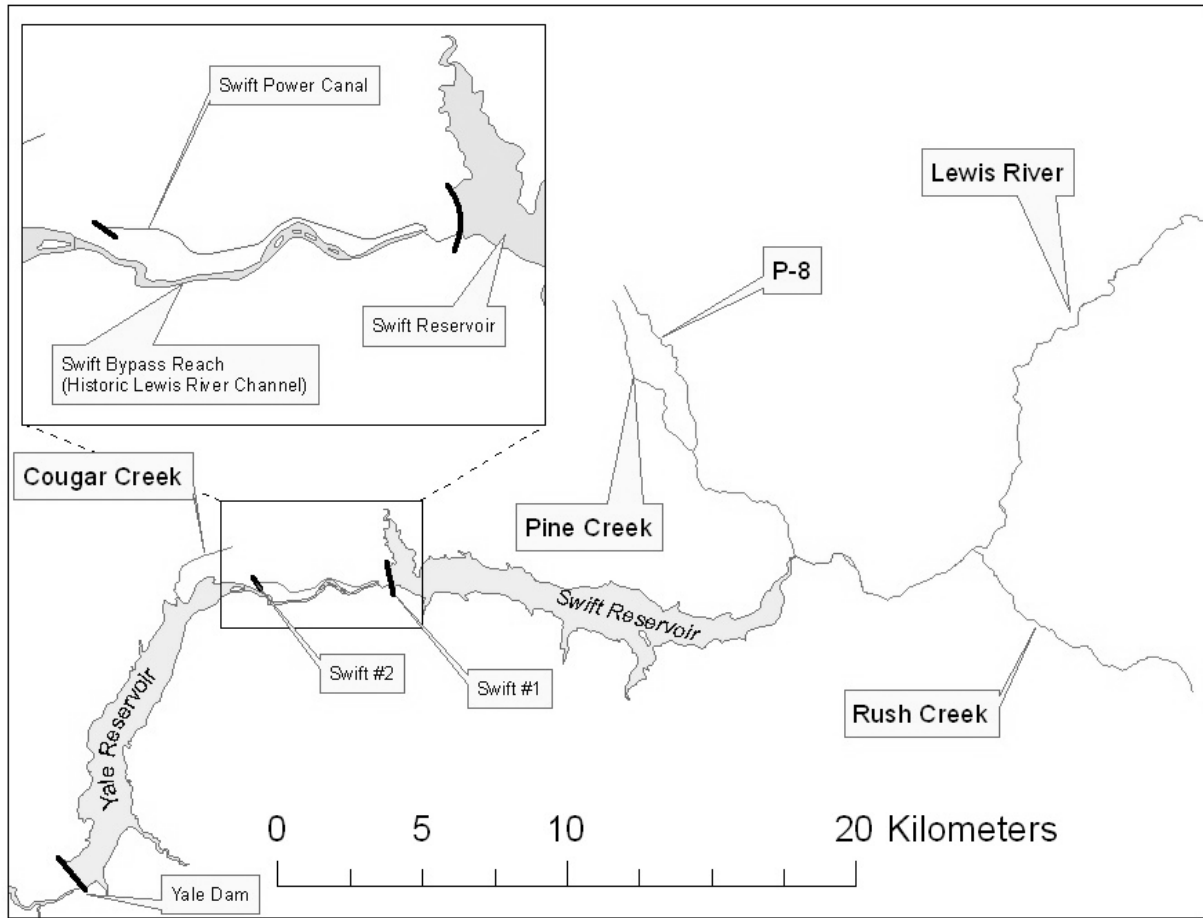 Swift Power Canal
Lewis River
P-8
Swift Reservoir
Swift Bypass Reach
(Historic Lewis River Channel)
Cougar Creek
Pine Creek
Swift Reservoir
Swift #2
Swift #1
Rush Creek
Yale Reservoir
0 5 10 20 Kilometers
Yale Dam